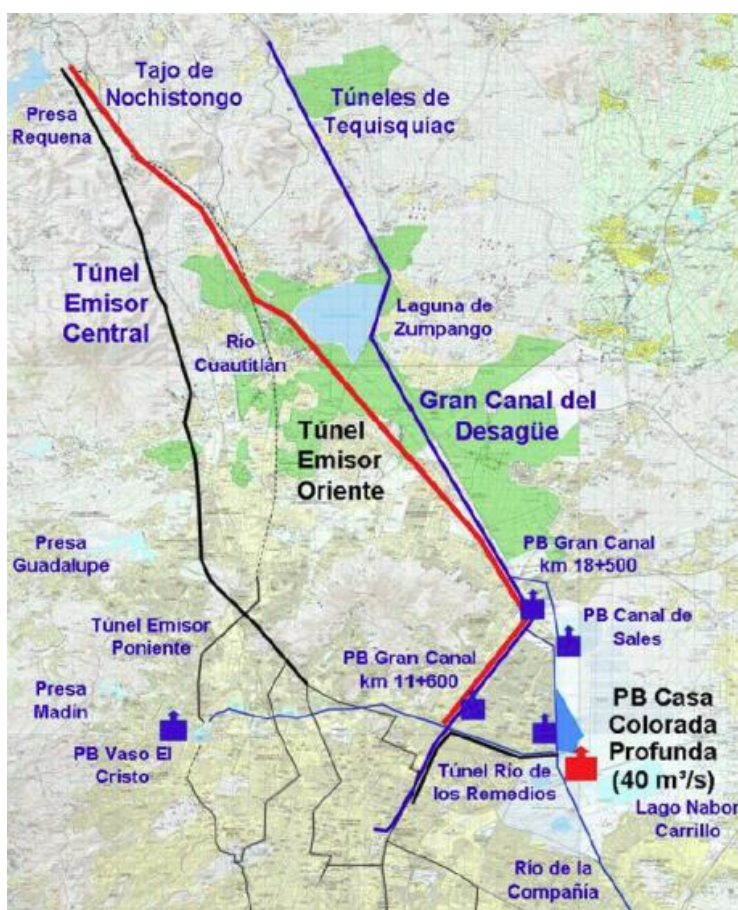 Tajo de
Nochistongo
Túneles de
Tequisquiac
Presa
Requena
Túnel
Emisor
Central
Laguna de
Zumpango
Río
Cuautitlán
Gran Canal del
Desagüe
Túnel
Emisor
Oriente
PB Gran Canal
km 18+500
Presa
Guadalupe
PB Canal de
Sales
Túnel Emisor
Poniente
PB Gran Canal
km 11+600
Presa
Madín
PB Casa
Colorada
Profunda
(40 m³/s)
PB Vaso El
Cristo
Túnel Río de
los Remedios
Lago Nabor
Carrillo
Río de la
Compañía